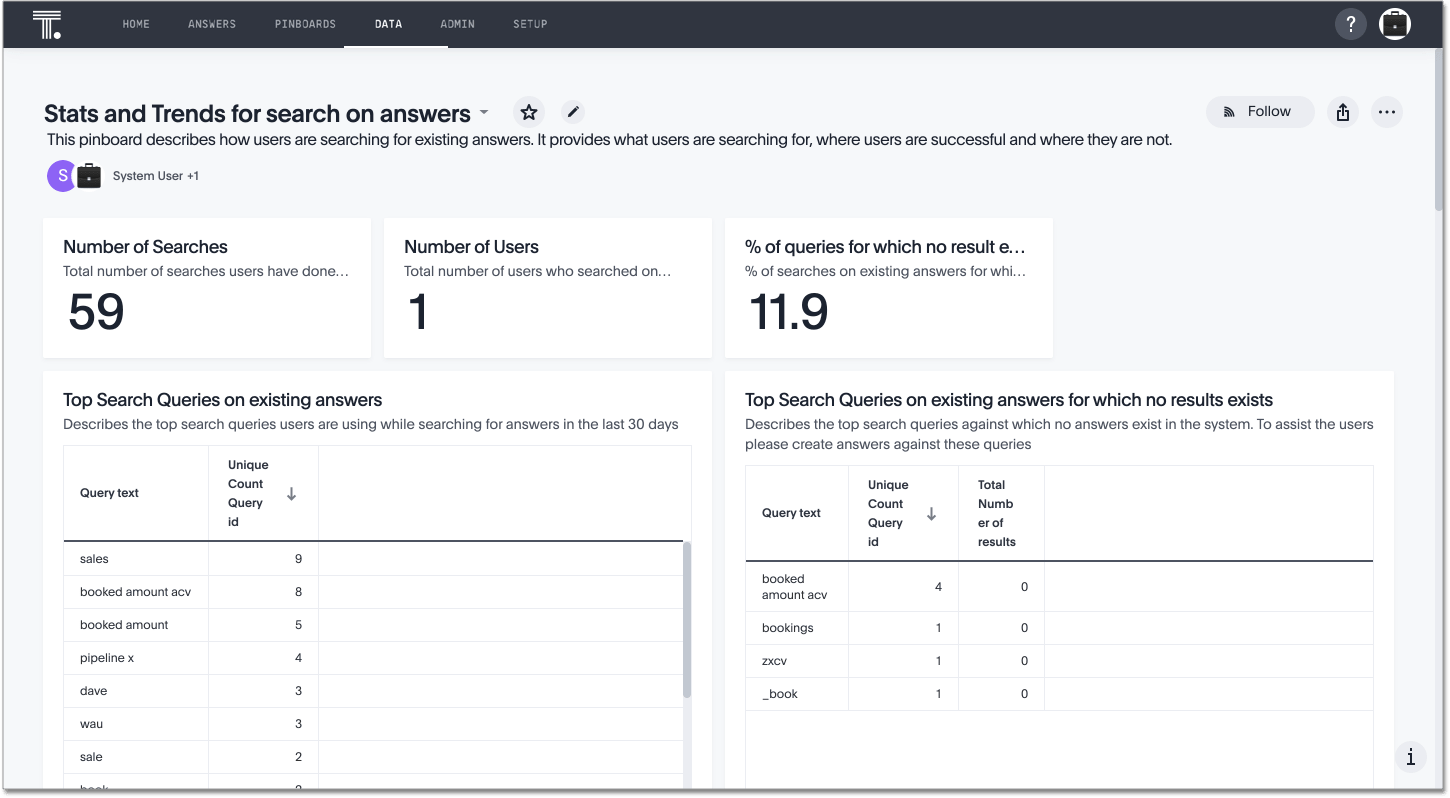 T.
HOME ANSWERS PINBOARDS DATA ADMIN SETUP
?
Stats and Trends for search on answers
Follow
This pinboard describes how users are searching for existing answers. It provides what users are searching for, where users are successful and where they are not.
S
System User +1
Number of Searches
Total number of searches users have done...
59
Number of Users
Total number of users who searched on...
1
% of queries for which no result e...
% of searches on existing answers for whi...
11.9
Top Search Queries on existing answers
Describes the top search queries users are using while searching for answers in the last 30 days
Query text
Unique
Count
Query
id
sales 9
booked amount acv 8
booked amount 5
pipeline x 4
dave 3
wau 3
sale 2
Top Search Queries on existing answers for which no results exists
Describes the top search queries against which no answers exist in the system. To assist the users
please create answers against these queries
Query text
Unique
Count
Query
id
Total
Numb
er of
results
booked
amount acv 4 0
bookings 1 0
zxcv 1 0
_book 1 0
i